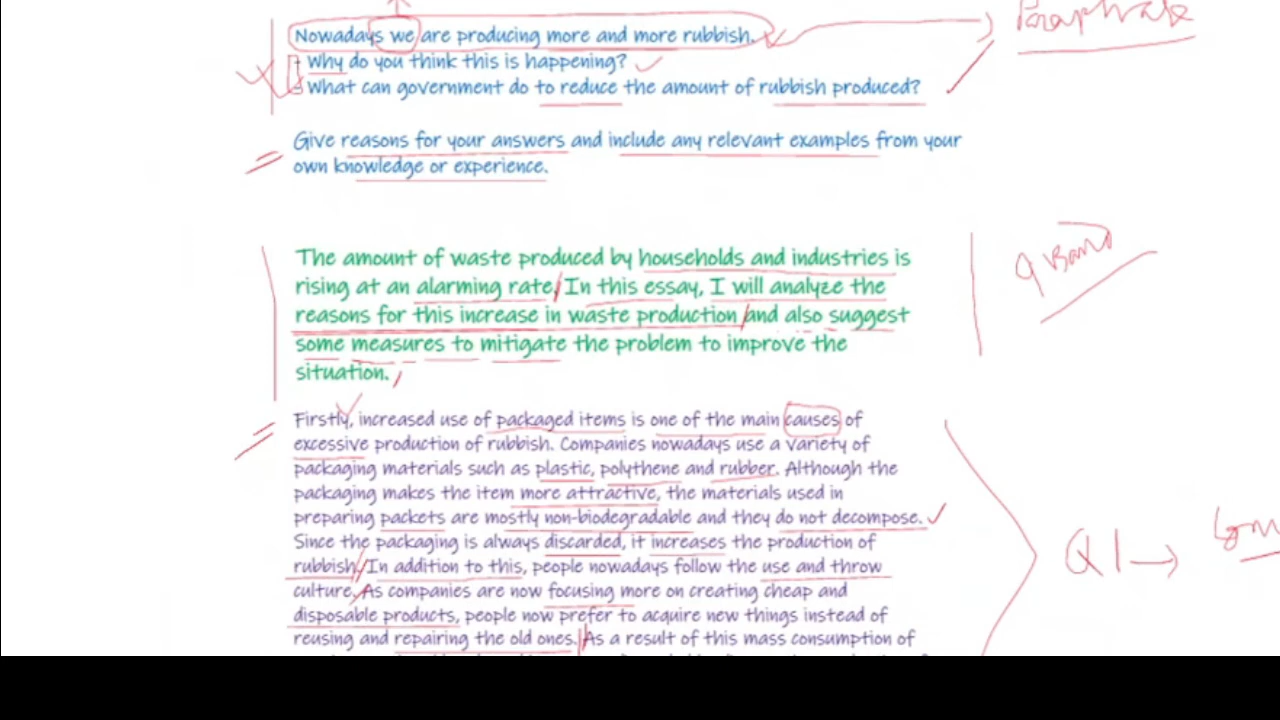 Paraphrase
Nowadays we are producing more and more rubbish.
- Why do you think this is happening?
- What can government do to reduce the amount of rubbish produced?
Give reasons for your answers and include any relevant examples from your
own knowledge or experience.
The amount of waste produced by households and industries is
rising at an alarming rate. In this essay, I will analyze the
reasons for this increase in waste production and also suggest
some measures to mitigate the problem to improve the
situation.
9 Band
Firstly, increased use of packaged items is one of the main causes of
excessive production of rubbish. Companies nowadays use a variety of
packaging materials such as plastic, polythene and rubber. Although the
packaging makes the item more attractive, the materials used in
preparing packets are mostly non-biodegradable and they do not decompose.
Since the packaging is always discarded, it increases the production of
rubbish. In addition to this, people nowadays follow the use and throw
culture. As companies are now focusing more on creating cheap and
disposable products, people now prefer to acquire new things instead of
reusing and repairing the old ones. As a result of this mass consumption of
Q1 →